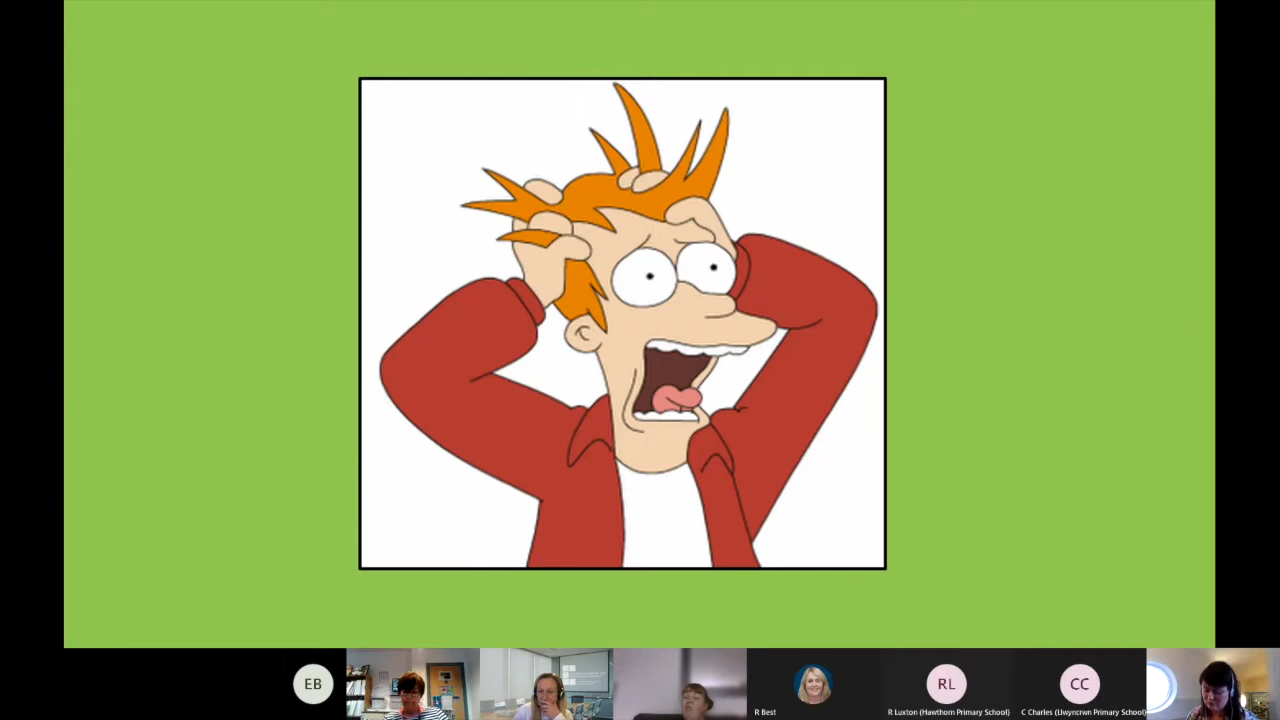 EB
RL
CC
R Best
R Luxton (Hawthorn Primary School)
C Charles (Llwyncrwn Primary School)